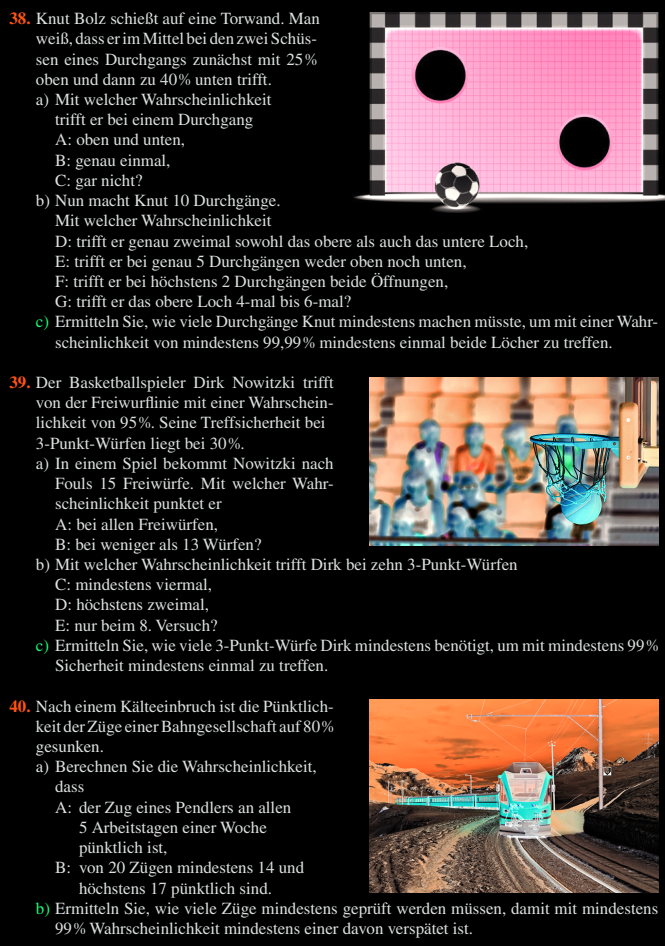 38. Knut Bolz schießt auf eine Torwand. Man
weiß, dass er im Mittel bei den zwei Schüs-
sen eines Durchgangs zunächst mit 25%
oben und dann zu 40% unten trifft.
a) Mit welcher Wahrscheinlichkeit
trifft er bei einem Durchgang
A: oben und unten,
B: genau einmal,
C: gar nicht?
b) Nun macht Knut 10 Durchgänge.
Mit welcher Wahrscheinlichkeit
D: trifft er genau zweimal sowohl das obere als auch das untere Loch,
E: trifft er bei genau 5 Durchgängen weder oben noch unten,
F: trifft er bei höchstens 2 Durchgängen beide Öffnungen,
G: trifft er das obere Loch 4-mal bis 6-mal?
c) Ermitteln Sie, wie viele Durchgänge Knut mindestens machen müsste, um mit einer Wahr-
scheinlichkeit von mindestens 99,99% mindestens einmal beide Löcher zu treffen.
39. Der Basketballspieler Dirk Nowitzki trifft
von der Freiwurflinie mit einer Wahrschein-
lichkeit von 95%. Seine Treffsicherheit bei
3-Punkt-Würfen liegt bei 30%.
a) In einem Spiel bekommt Nowitzki nach
Fouls 15 Freiwürfe. Mit welcher Wahr-
scheinlichkeit punktet er
A: bei allen Freiwürfen,
B: bei weniger als 13 Würfen?
b) Mit welcher Wahrscheinlichkeit trifft Dirk bei zehn 3-Punkt-Würfen
C: mindestens viermal,
D: höchstens zweimal,
E: nur beim 8. Versuch?
c) Ermitteln Sie, wie viele 3-Punkt-Würfe Dirk mindestens benötigt, um mit mindestens 99%
Sicherheit mindestens einmal zu treffen.
40. Nach einem Kälteeinbruch ist die Pünktlich-
keit der Züge einer Bahngesellschaft auf 80%
gesunken.
a) Berechnen Sie die Wahrscheinlichkeit,
dass
A: der Zug eines Pendlers an allen
5 Arbeitstagen einer Woche
pünktlich ist,
B: von 20 Zügen mindestens 14 und
höchstens 17 pünktlich sind.
b) Ermitteln Sie, wie viele Züge mindestens geprüft werden müssen, damit mit mindestens
99% Wahrscheinlichkeit mindestens einer davon verspätet ist.